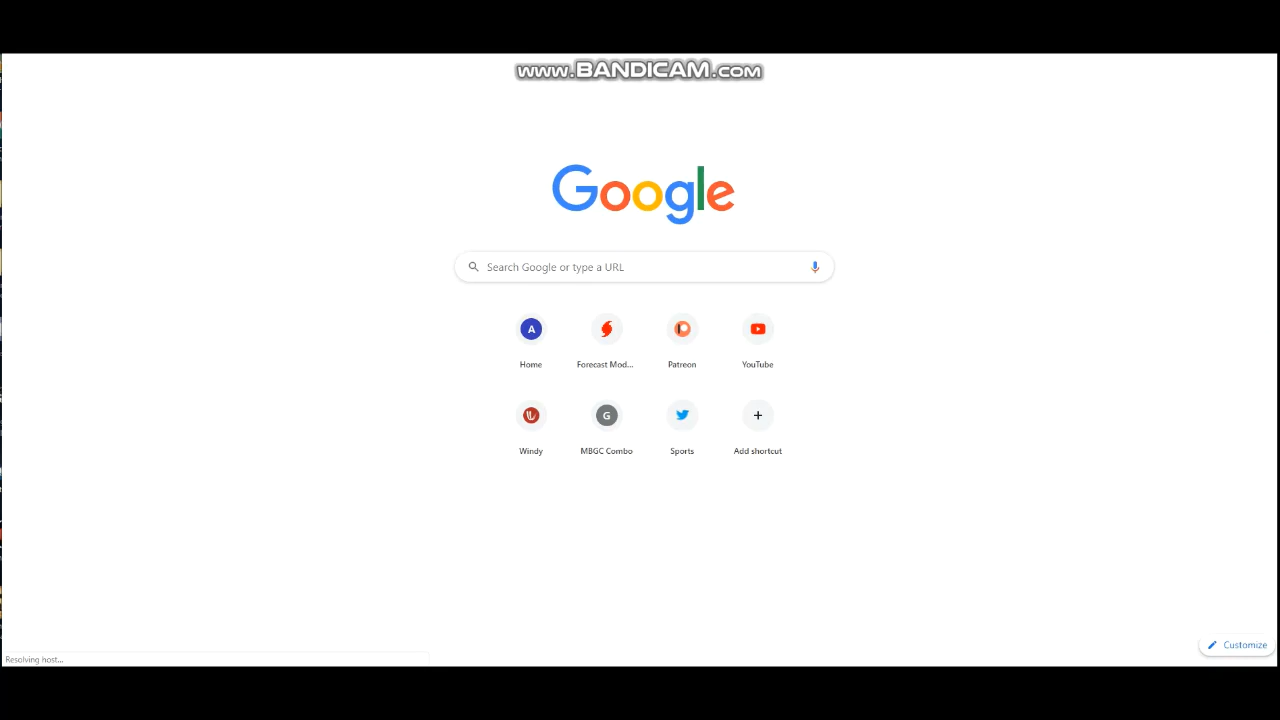 www.BANDICAM.com
Google
Search Google or type a URL
A
Home
Forecast Mod...
Patreon
YouTube
Windy
G
MBGC Combo
Sports
Add shortcut
Customize
Resolving host...